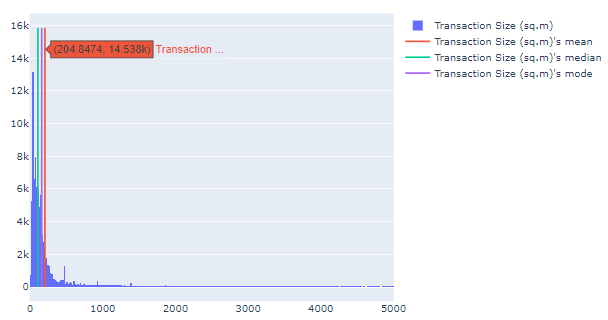 16k
14k
12k
10k
8k
6k
4k
2k
0
0 1000 2000 3000 4000 5000
(204.8474, 14.538k) Transaction ...
Transaction Size (sq.m)
Transaction Size (sq.m)'s mean
Transaction Size (sq.m)'s median
Transaction Size (sq.m)'s mode